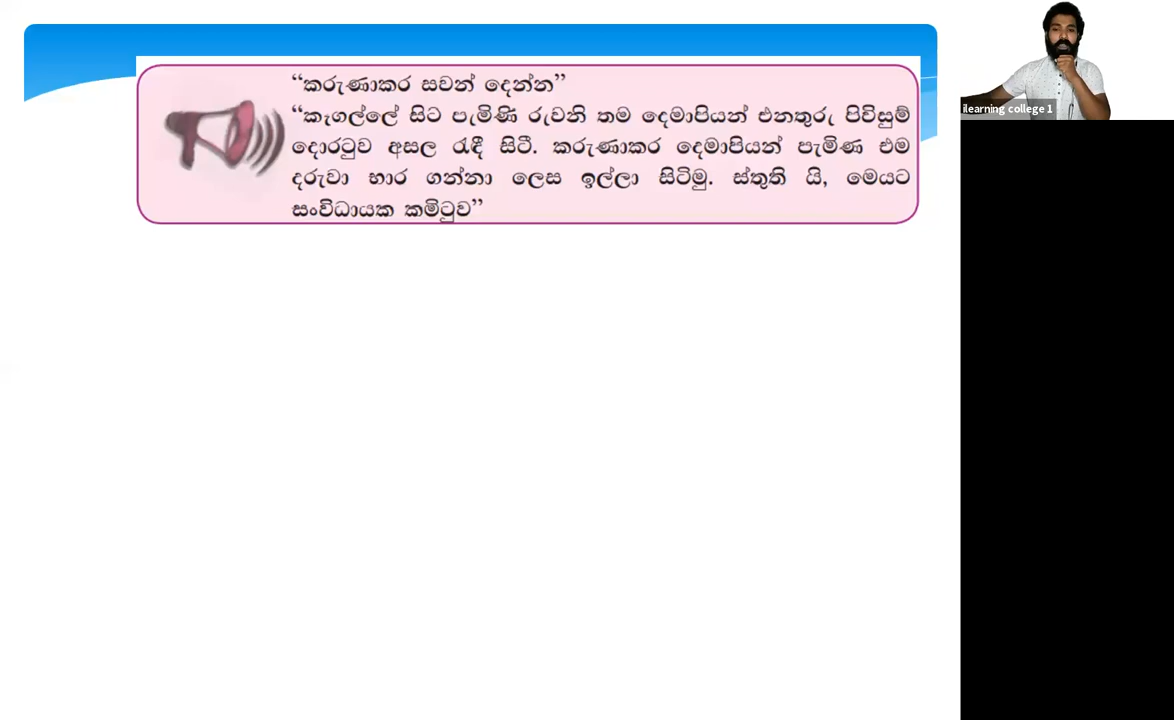 “කරුණාකර සවන් දෙන්න”
“කෑගල්ලේ සිට පැමිණි රුවනි තම දෙමාපියන් එනතුරු පිවිසුම්
දොරටුව අසල රැඳී සිටී. කරුණාකර දෙමාපියන් පැමිණ එම
දරුවා භාර ගන්නා ලෙස ඉල්ලා සිටිමු. ස්තුති යි, මෙයට
සංවිධායක කමිටුව”
ilearning college 1